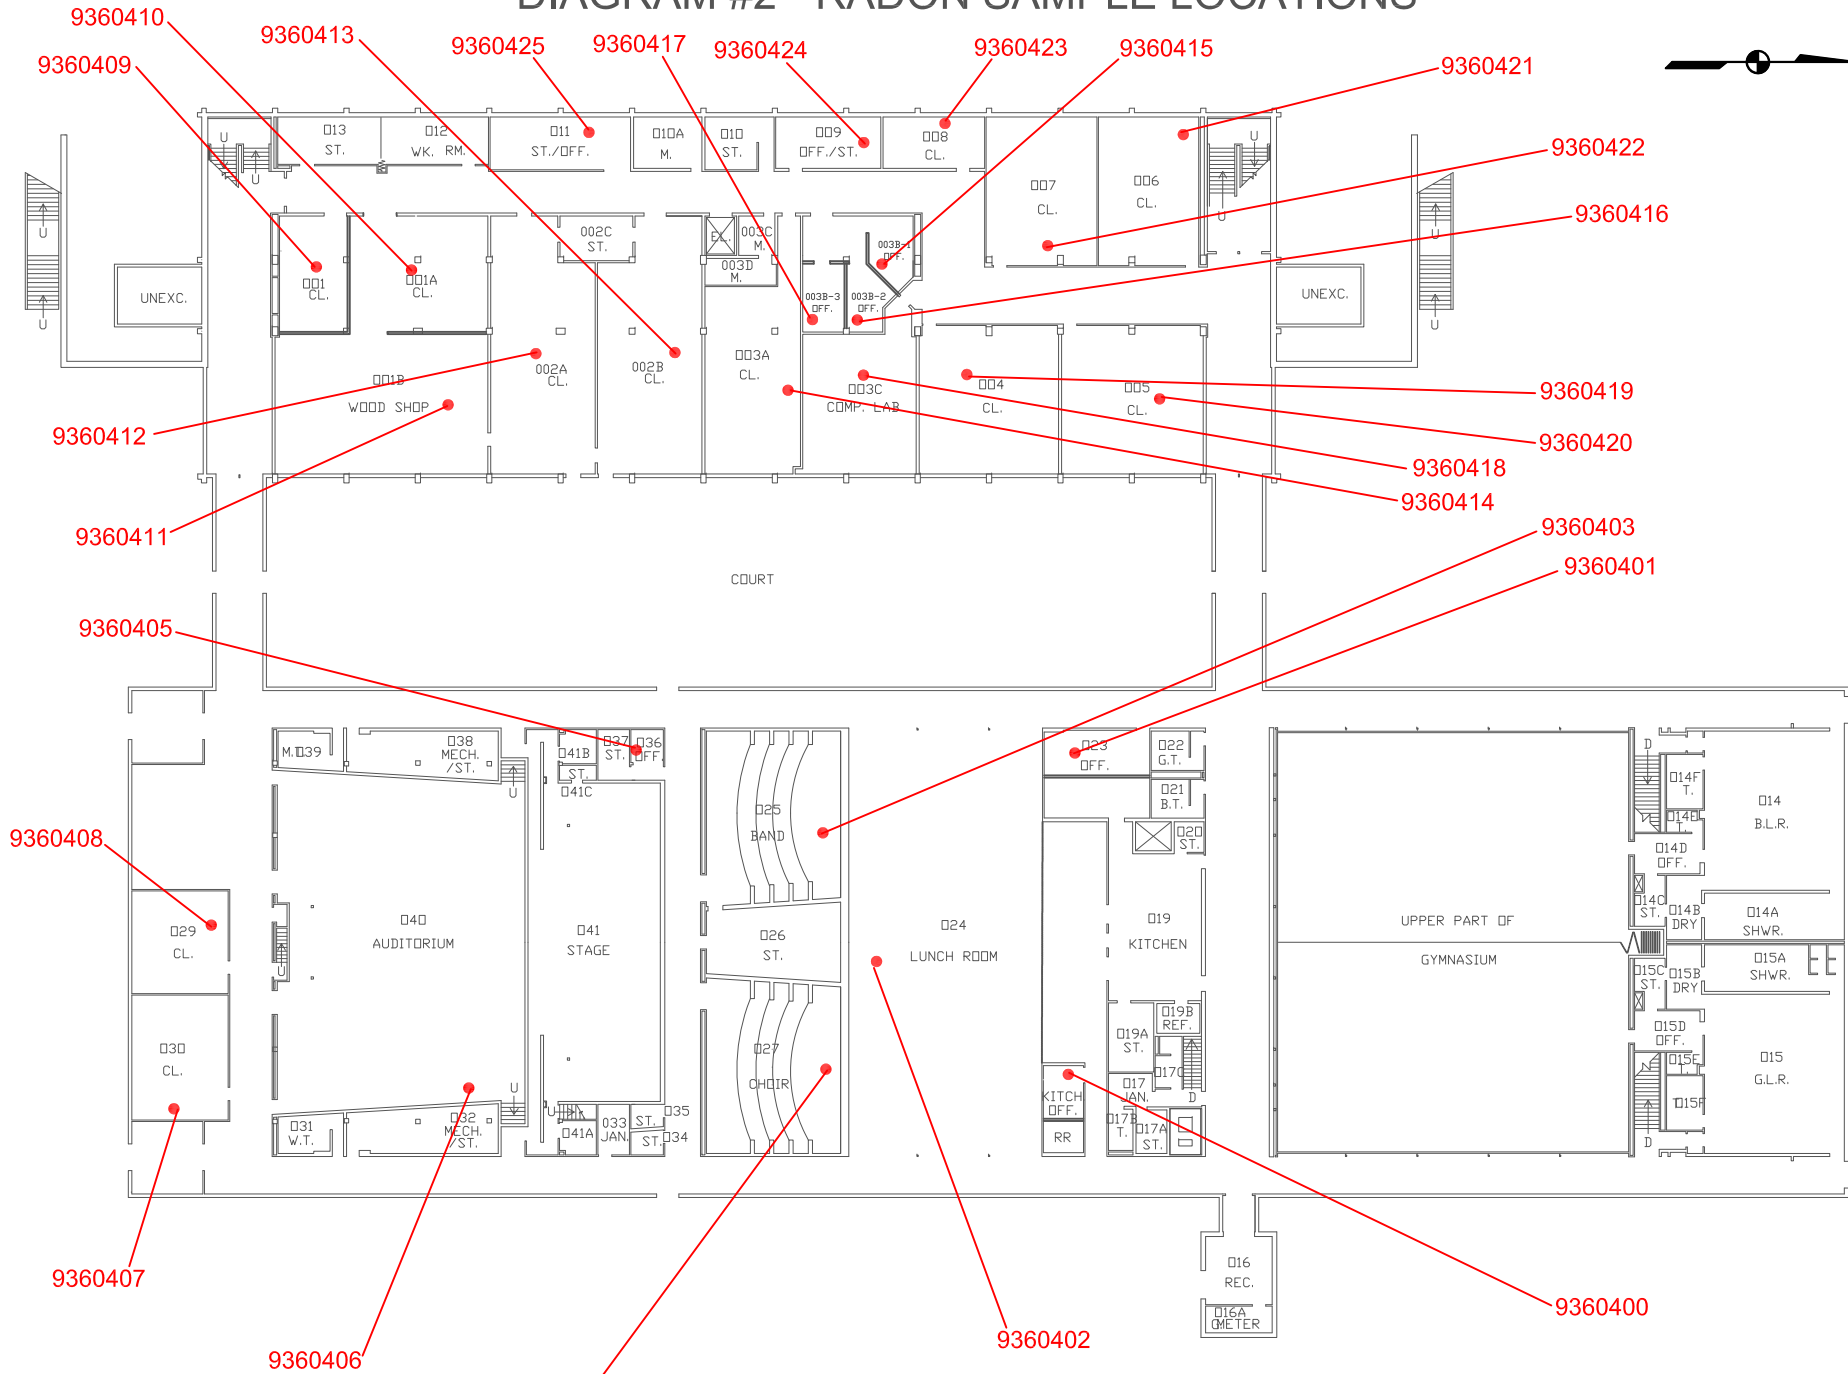 DIAGRAM #2 - RADON SAMPLE LOCATIONS
9360410
9360413
9360425
9360417
9360424
9360423
9360415
9360409
9360421
9360422
9360416
013
ST.
012
WK. RM.
011
ST./OFF.
010A
M.
010
ST.
009
OFF./ST.
008
CL.
007
CL.
006
CL.
U
U
U
U
U
U
U
U
UNEXC.
UNEXC.
001
CL.
001A
CL.
002C
ST.
EL.
003C
M.
003D
M.
003B-1
OFF.
003B-3
OFF.
003B-2
OFF.
001B
WOOD SHOP
002A
CL.
002B
CL.
003A
CL.
003C
COMP. LAB
004
CL.
005
CL.
9360419
9360412
9360420
9360418
9360414
9360411
9360403
9360401
COURT
9360405
M.T.
039
038
MECH.
/ST.
U
041B
ST.
041C
037
ST.
036
OFF.
025
BAND
023
OFF.
022
G.T.
021
B.T.
020
ST.
D
014F
T.
014E
T.
014
B.L.R.
014D
OFF.
014C
ST.
014B
DRY
014A
SHWR.
9360408
029
CL.
040
AUDITORIUM
U
041
STAGE
026
ST.
024
LUNCH ROOM
019
KITCHEN
UPPER PART OF
GYMNASIUM
015C
ST.
015B
DRY
015A
SHWR.
015D
OFF.
015E
T.
015F
T.
015
G.L.R.
D
030
CL.
027
CHOIR
019B
REF.
019A
ST.
017C
D
017
JAN.
017B
T.
017A
ST.
KITCH
OFF.
RR
031
W.T.
032
MECH.
/ST.
U
U
041A
033
JAN.
035
ST.
034
ST.
9360407
016
REC.
016A
METER
9360400
9360402
9360406